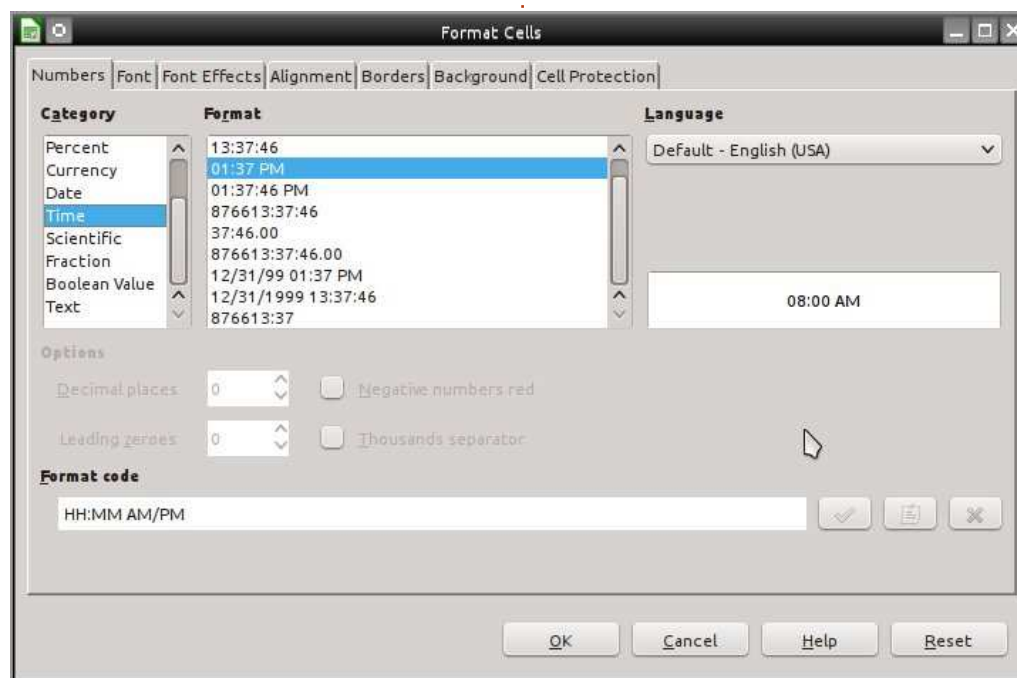 Format Cells
Numbers Font Font Effects Alignment Borders Background Cell Protection
Category
Percent
Currency
Date
Time
Scientific
Fraction
Boolean Value
Text
Format
13:37:46
01:37 PM
01:37:46 PM
876613:37:46
37:46.00
876613:37:46.00
12/31/99 01:37 PM
12/31/1999 13:37:46
876613:37
Language
Default - English (USA)
08:00 AM
Options
Decimal places 0 Negative numbers red
Leading zeroes 0 Thousands separator
Format code
HH:MM AM/PM
OK Cancel Help Reset